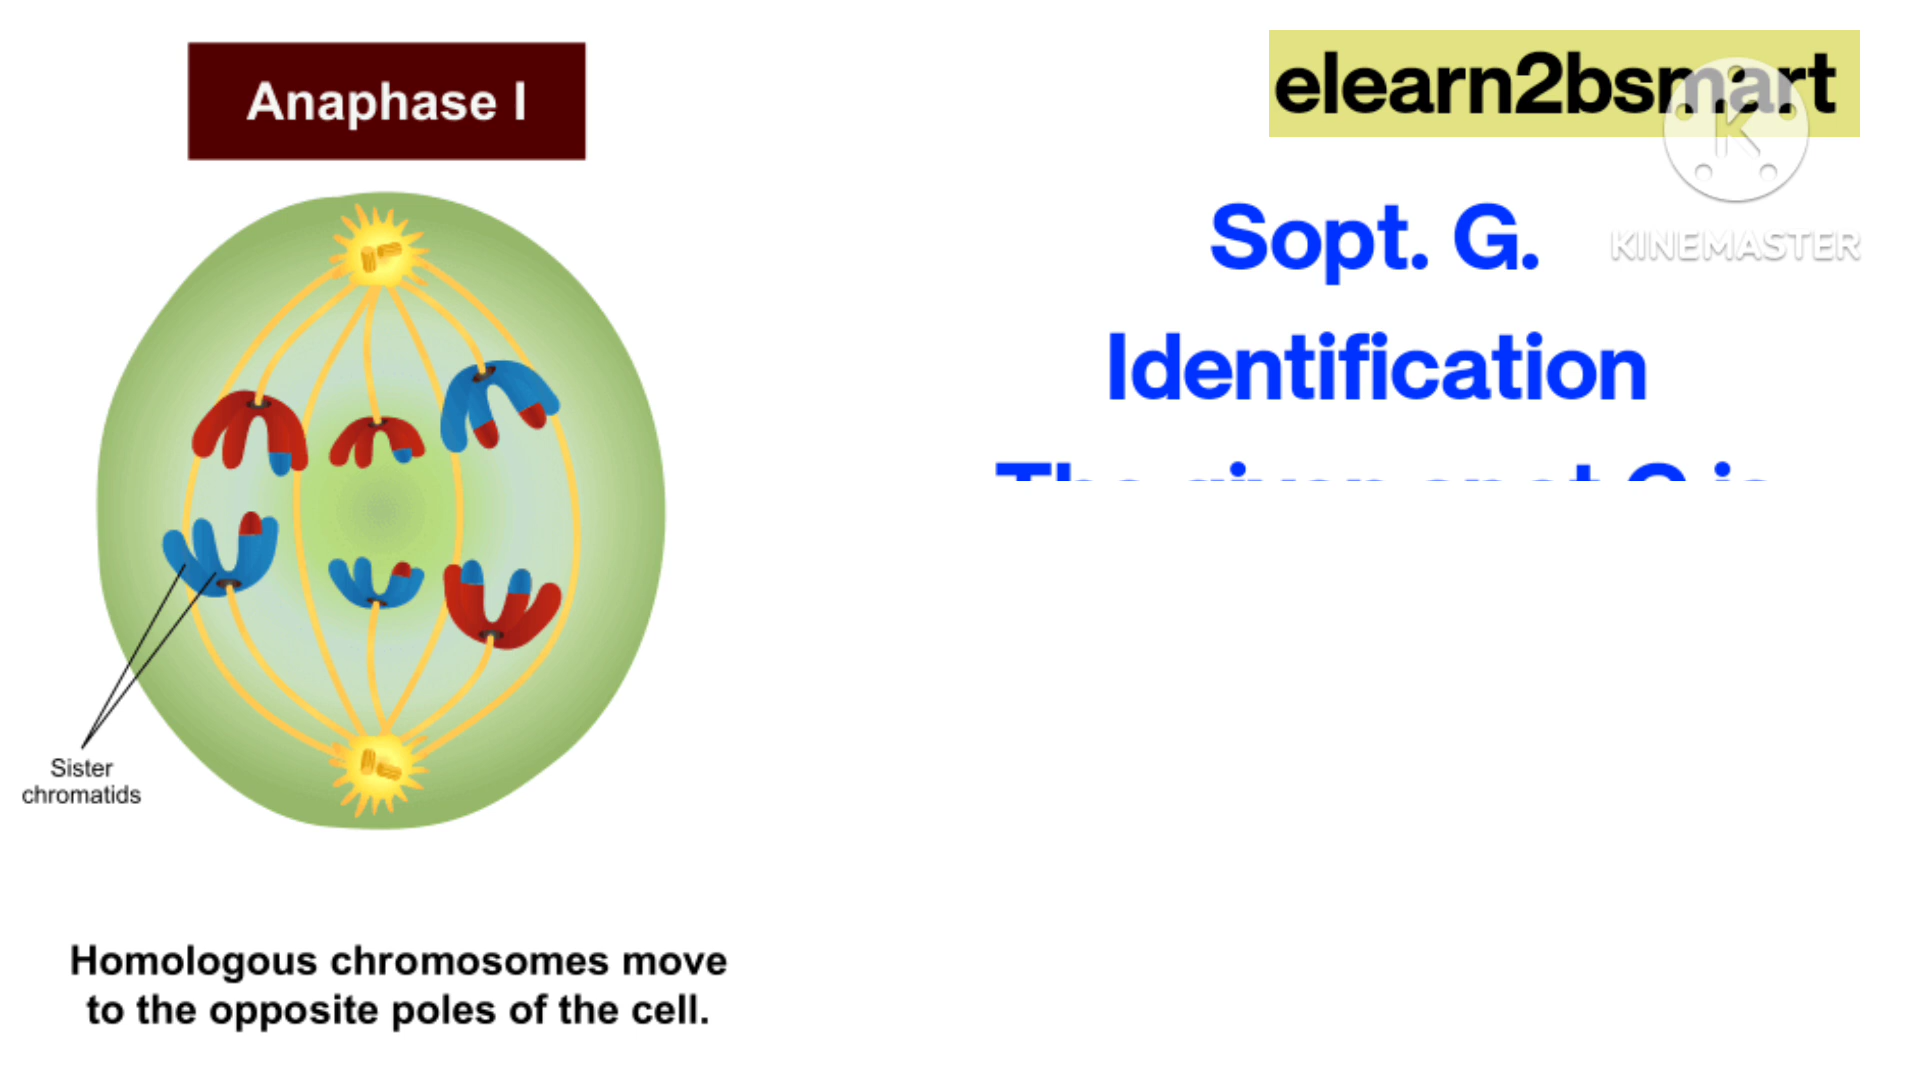 Anaphase I
Sister
chromatids
Homologous chromosomes move
to the opposite poles of the cell.
elearn2bsmart
K
KINEMASTER
Sopt. G.
Identification